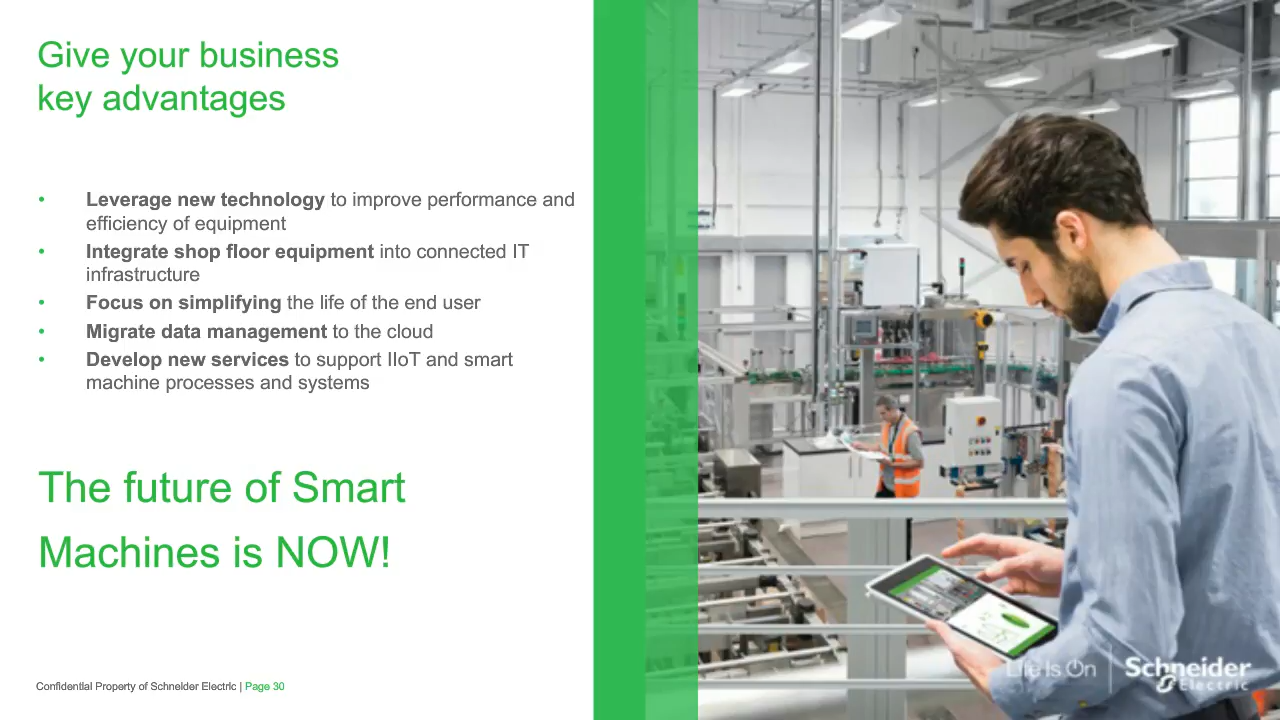 Give your business
key advantages
• Leverage new technology to improve performance and
efficiency of equipment
• Integrate shop floor equipment into connected IT
infrastructure
• Focus on simplifying the life of the end user
• Migrate data management to the cloud
• Develop new services to support IIoT and smart
machine processes and systems
The future of Smart
Machines is NOW!
Confidential Property of Schneider Electric | Page 30
Life Is On | Schneider
Electric